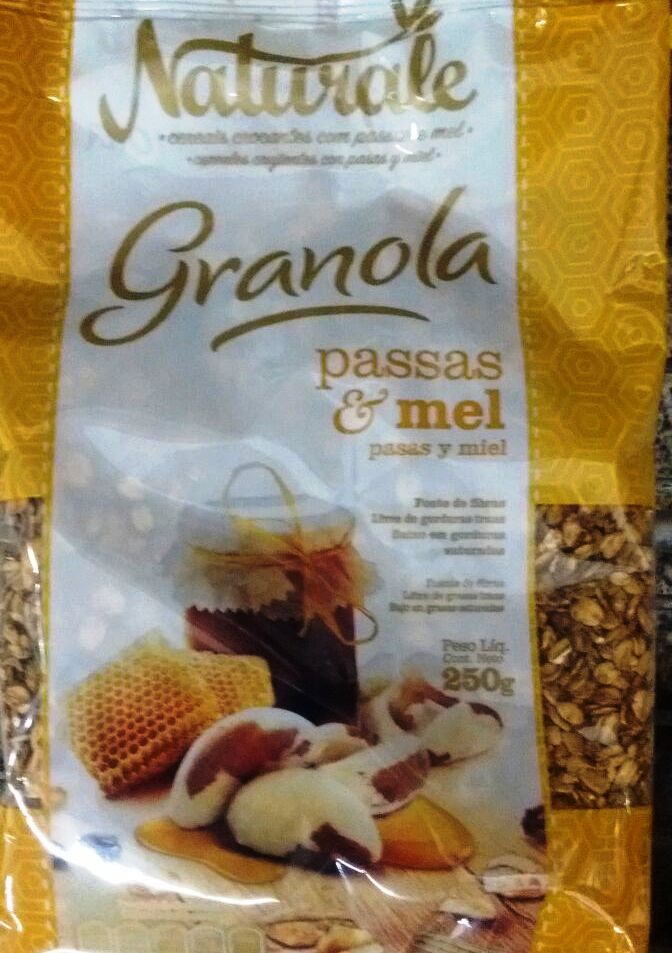 Naturale
• cereais crocantes com passas e mel •
• cereales crujientes con pasas y miel •
Granola
passas
& mel
pasas y miel
Fonte de fibras
Livre de gorduras trans
Baixo em gorduras
saturadas
Fuente de fibras
Libre de grasas trans
Bajo en grasas saturadas
Peso Líq.
Cont. Neto
250g